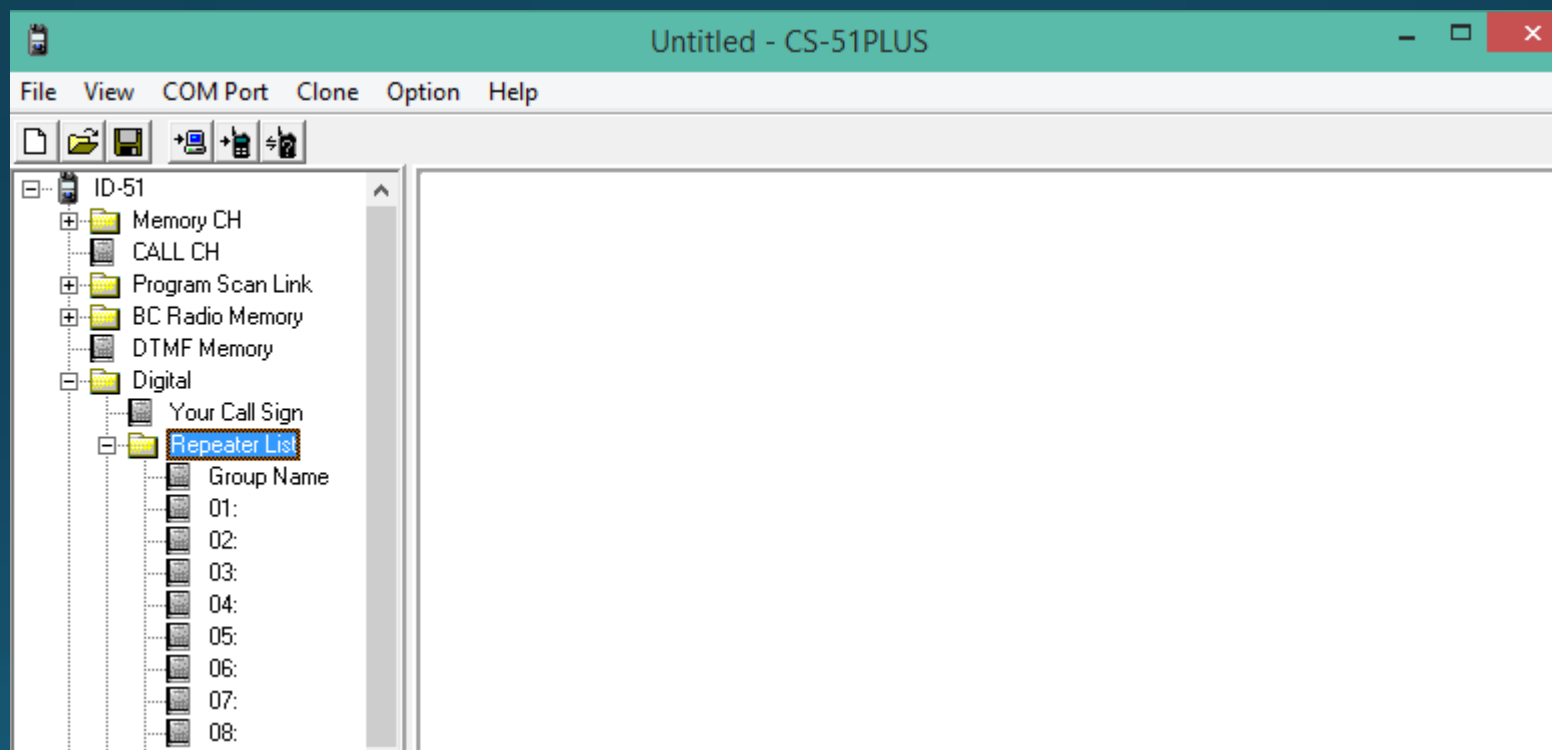 Untitled - CS-51PLUS
File View COM Port Clone Option Help
ID-51
Memory CH
CALL CH
Program Scan Link
BC Radio Memory
DTMF Memory
Digital
Your Call Sign
Repeater List
Group Name
01:
02:
03:
04:
05:
06:
07:
08: